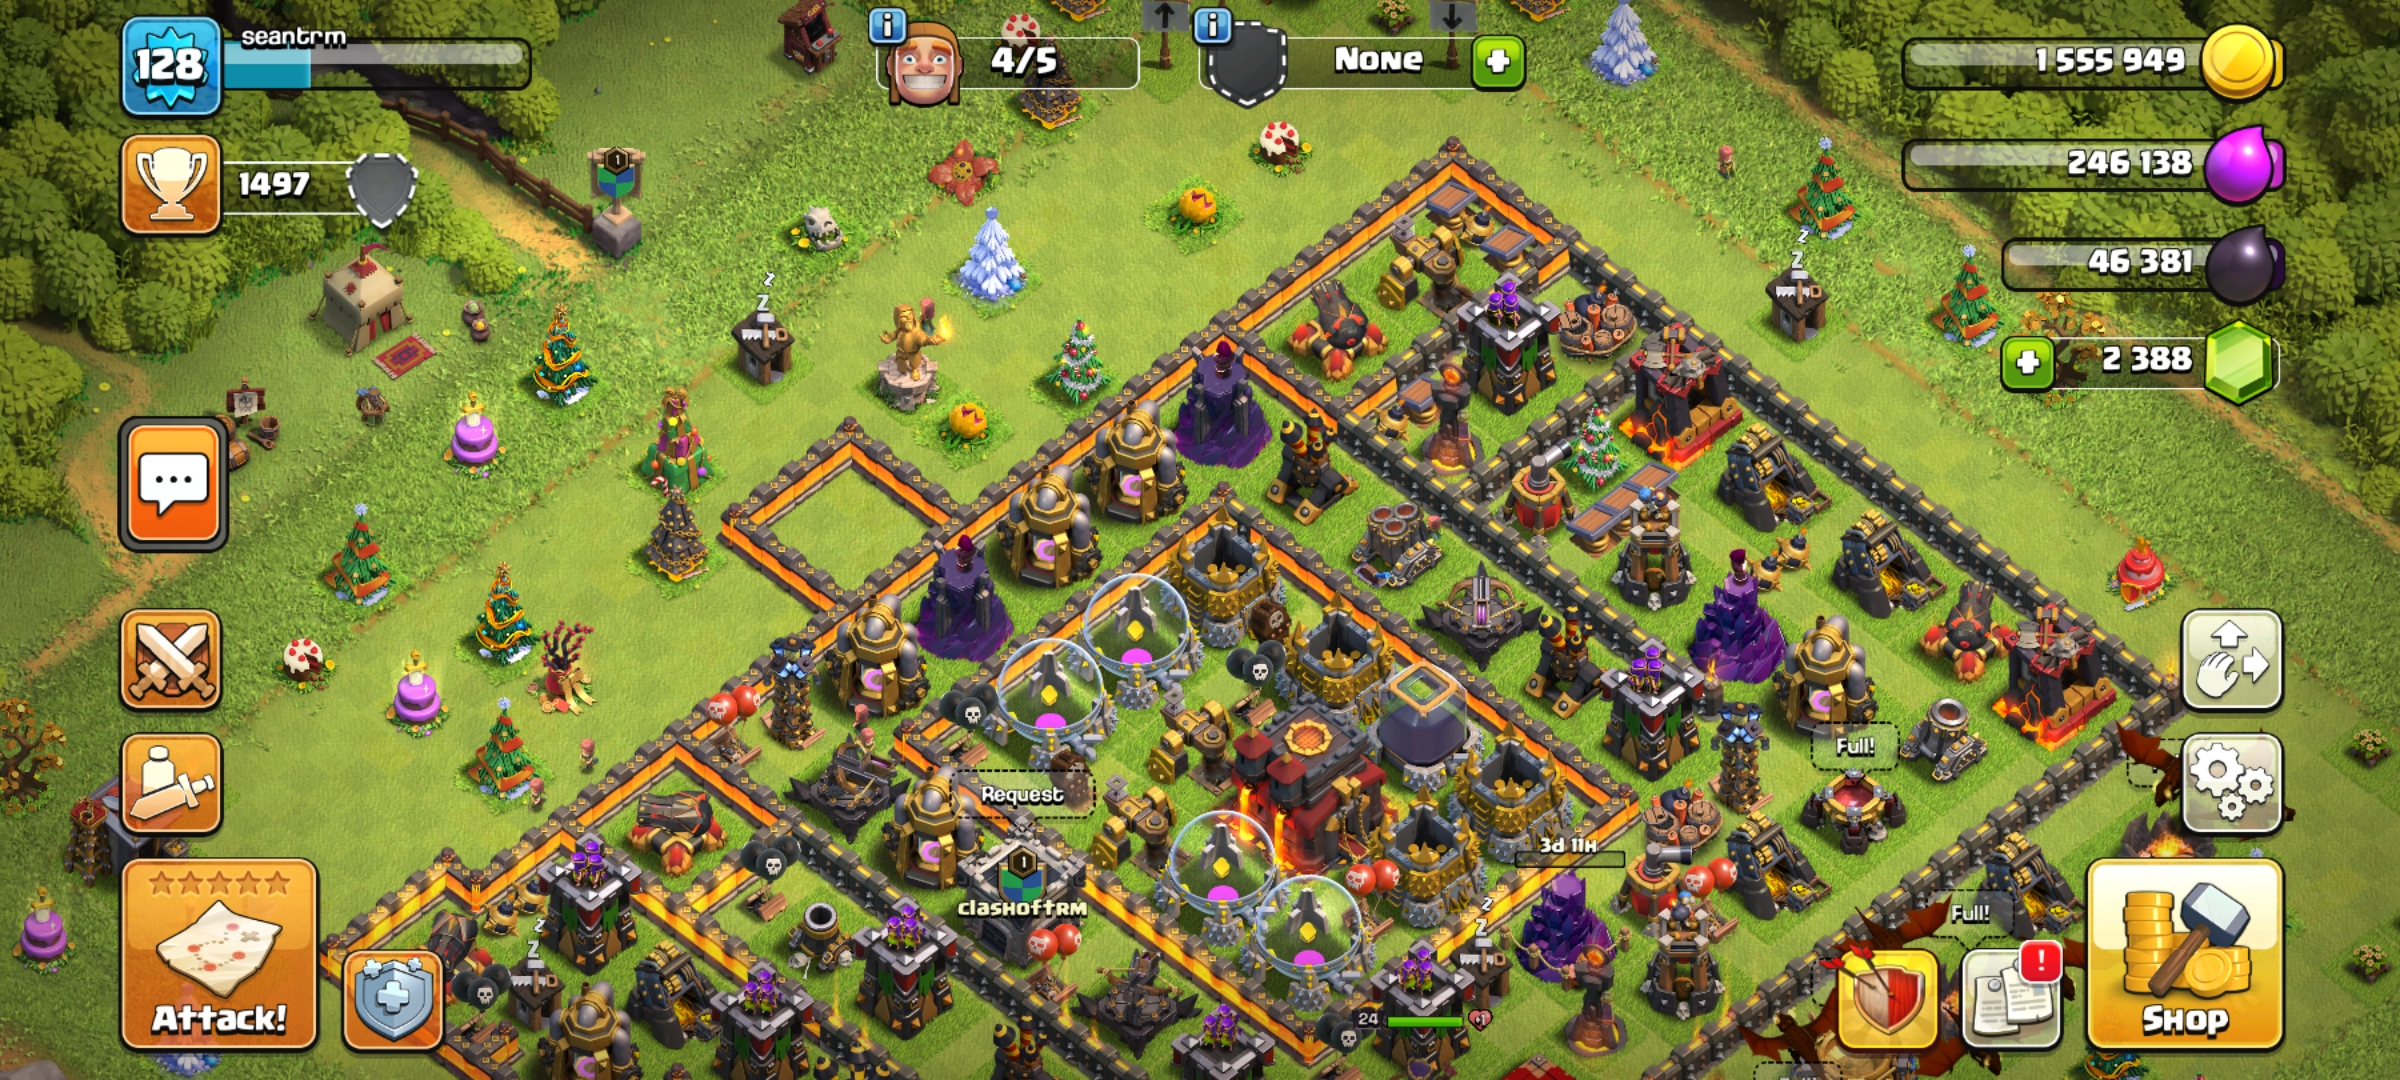 128
seantrm
4/5
None
1 555 949
1497
246 138
46 381
2 388
Full!
Request
3d 11H
clashoftrm
Full!
Attack!
24
Shop